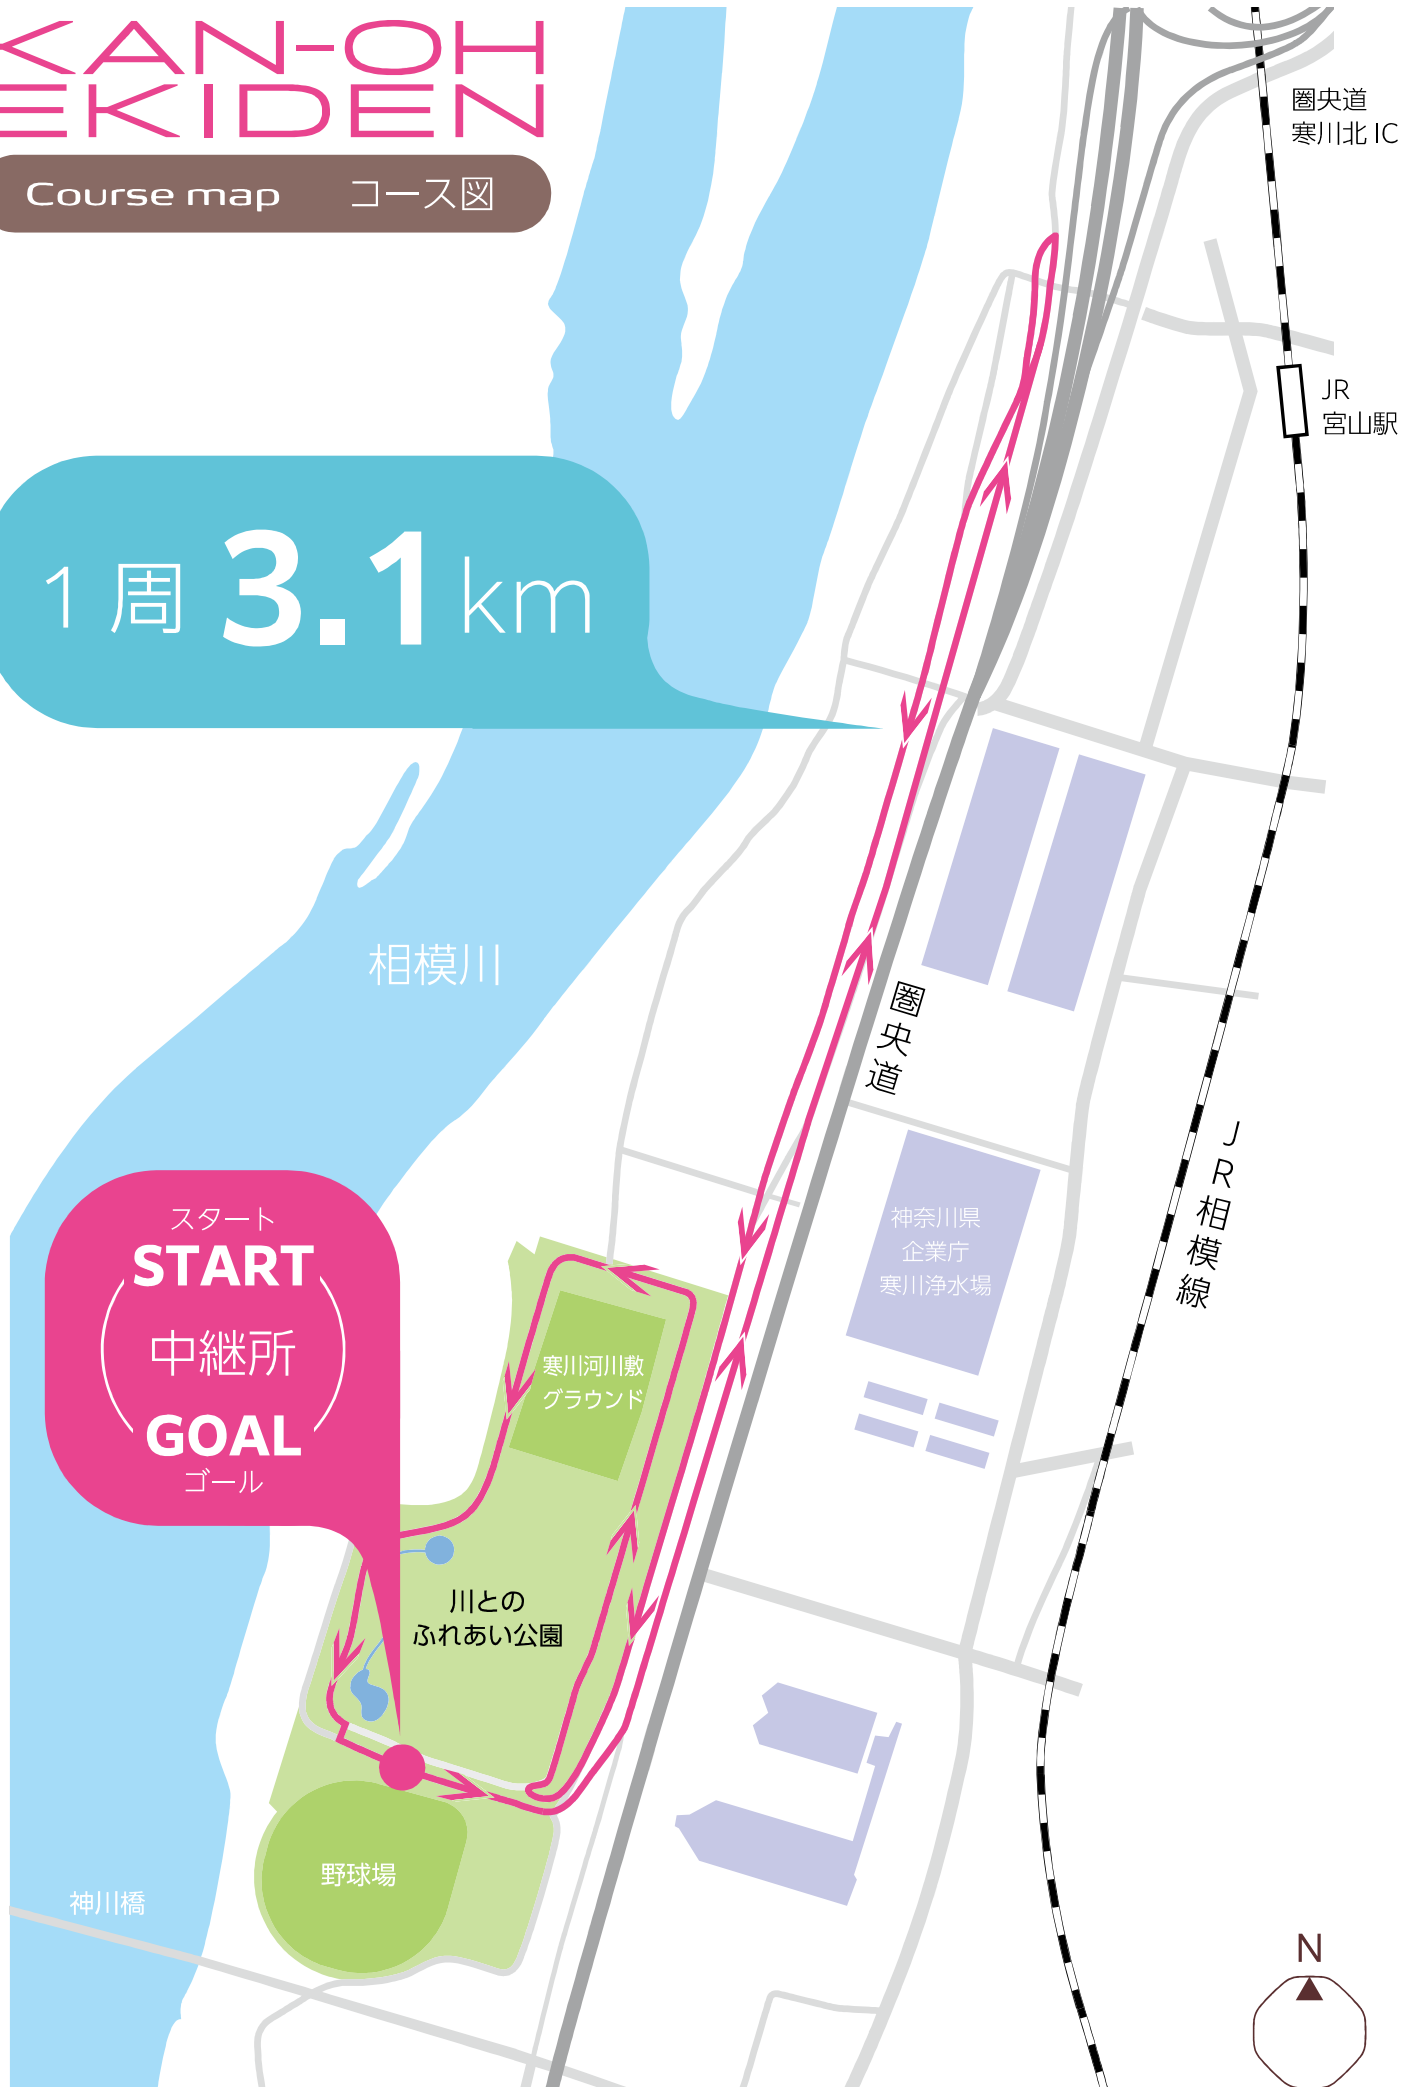 KAN-OH
EKIDEN
Course map コース図
圏央道
寒川北 IC
JR
宮山駅
1周 3.1km
相模川
圏央道
JR相模線
スタート
START
中継所
GOAL
ゴール
神奈川県
企業庁
寒川浄水場
寒川河川敷
グラウンド
川との
ふれあい公園
野球場
神川橋
N